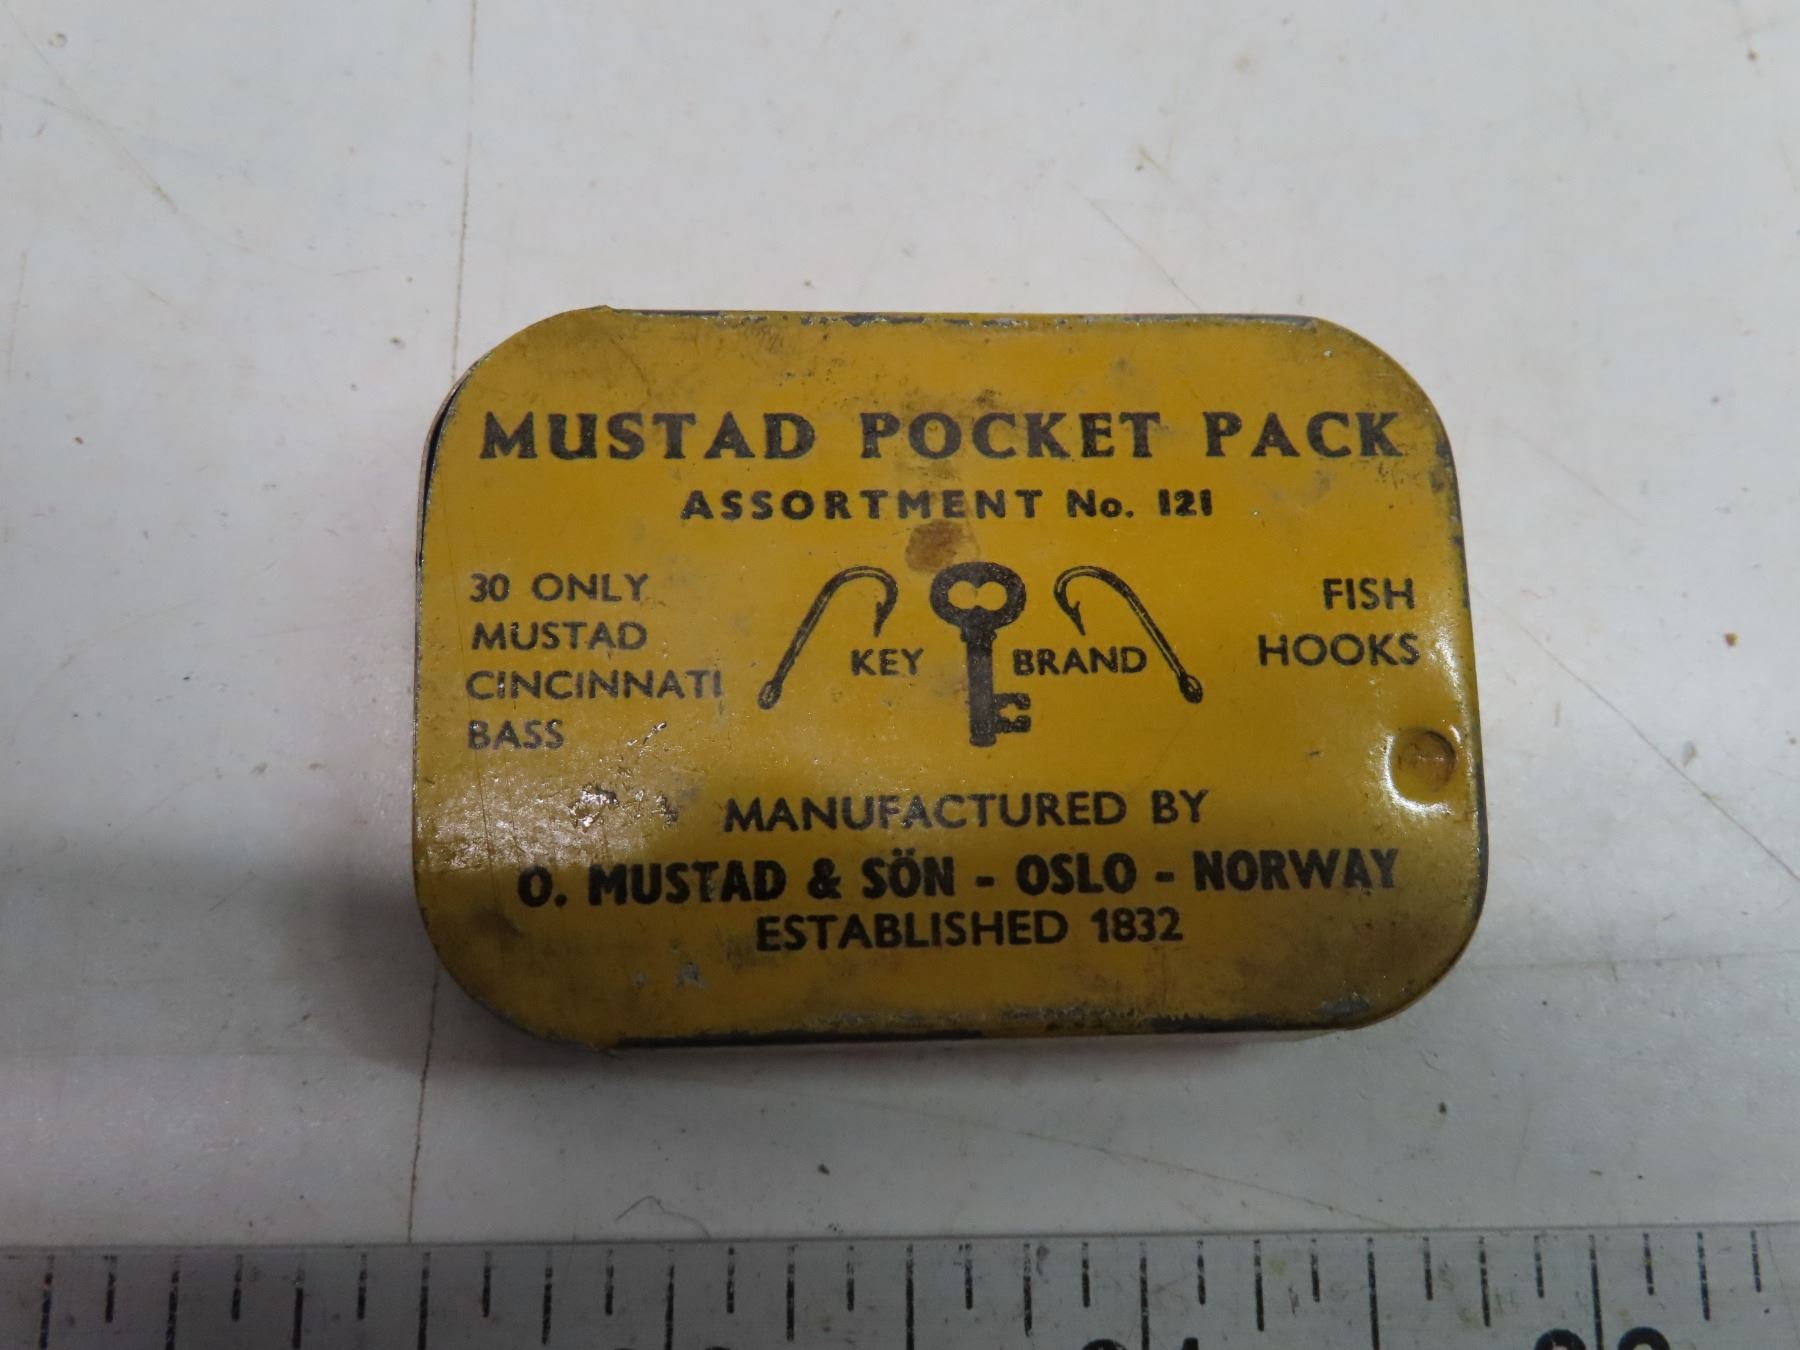 MUSTAD POCKET PACK
ASSORTMENT No. 121
30 ONLY
MUSTAD
CINCINNATI
BASS
KEY BRAND
FISH
HOOKS
MANUFACTURED BY
O. MUSTAD & SÖN - OSLO - NORWAY
ESTABLISHED 1832